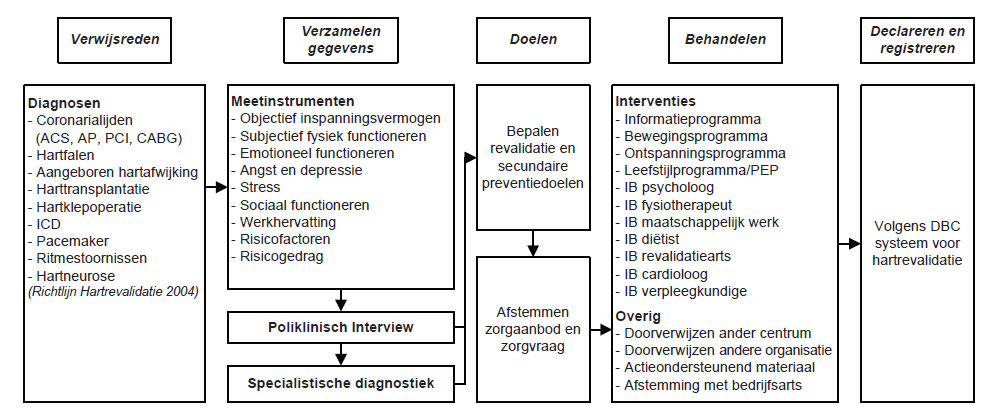 Verwijsreden
Verzamelen
gegevens
Doelen
Behandelen
Declareren en
registreren
Diagnosen
- Coronarialijden
(ACS, AP, PCI, CABG)
- Hartfalen
- Aangeboren hartafwijking
- Harttransplantatie
- Hartklepoperatie
- ICD
- Pacemaker
- Ritmestoornissen
- Hartneurose
(Richtlijn Hartrevalidatie 2004)
Meetinstrumenten
- Objectief inspanningsvermogen
- Subjectief fysiek functioneren
- Emotioneel functioneren
- Angst en depressie
- Stress
- Sociaal functioneren
- Werkhervatting
- Risicofactoren
- Risicogedrag
Poliklinisch Interview
Specialistische diagnostiek
Bepalen
revalidatie en
secundaire
preventiedoelen
Afstemmen
zorgaanbod en
zorgvraag
Interventies
- Informatieprogramma
- Bewegingsprogramma
- Ontspanningsprogramma
- Leefstijlprogramma/PEP
- IB psycholoog
- IB fysiotherapeut
- IB maatschappelijk werk
- IB diëtist
- IB revalidatiearts
- IB cardioloog
- IB verpleegkundige
Overig
- Doorverwijzen ander centrum
- Doorverwijzen andere organisatie
- Actieondersteunend materiaal
- Afstemming met bedrijfsarts
Volgens DBC
systeem voor
hartrevalidatie